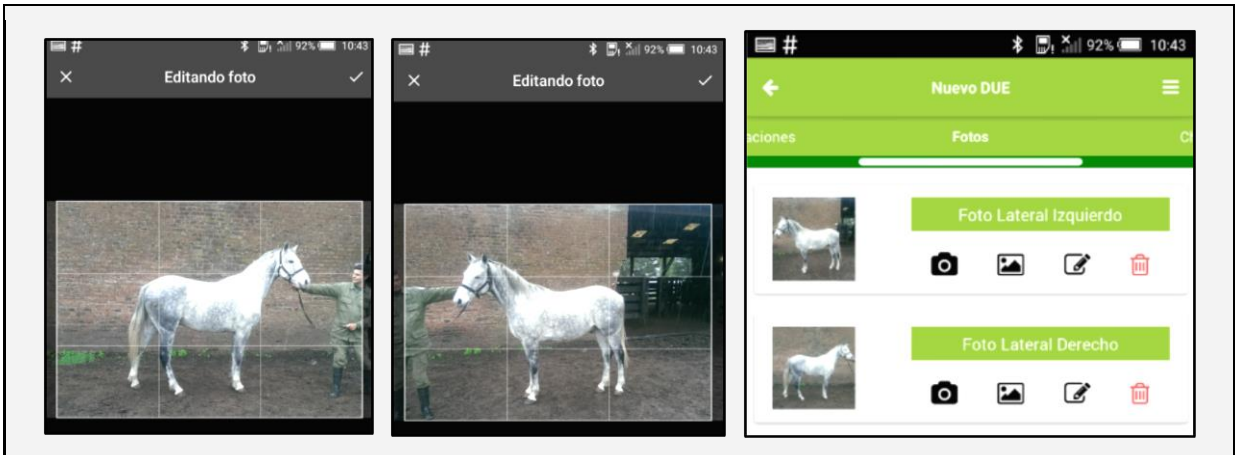 # 92% 10:43
Editando foto
# 92% 10:43
Editando foto
# 92% 10:43
Nuevo DUE
aciones Fotos C
Foto Lateral Izquierdo
Foto Lateral Derecho